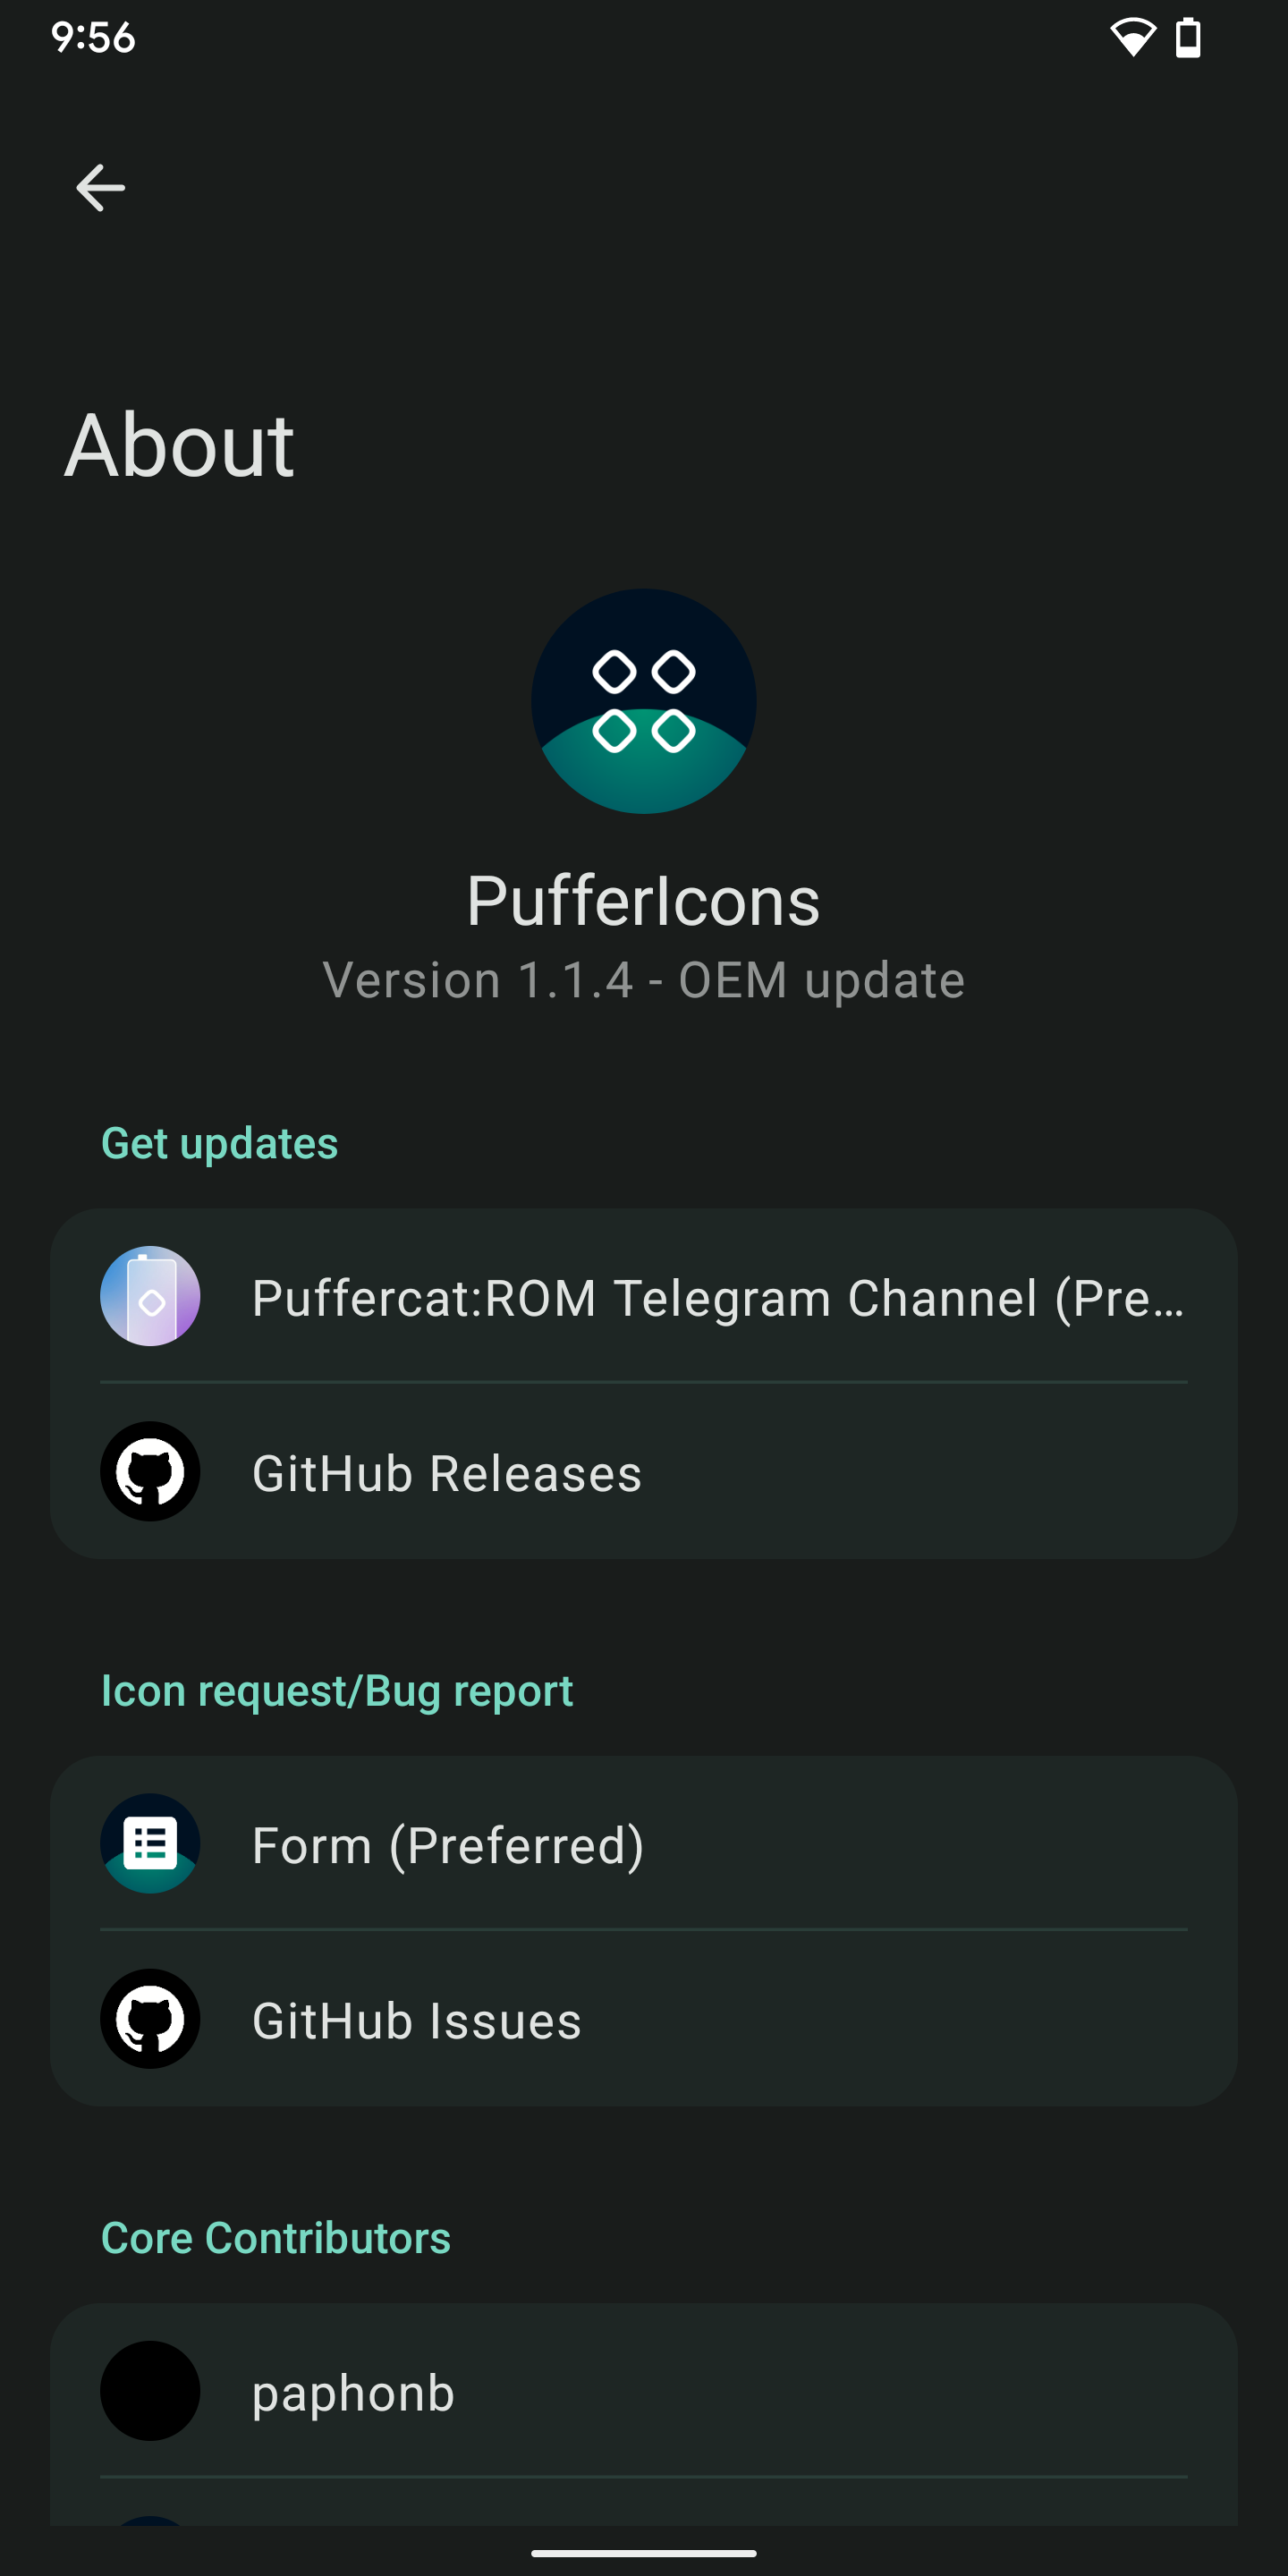 9:56
About
PufferIcons
Version 1.1.4 - OEM update
Get updates
Puffercat:ROM Telegram Channel (Pre…
GitHub Releases
Icon request/Bug report
Form (Preferred)
GitHub Issues
Core Contributors
paphonb